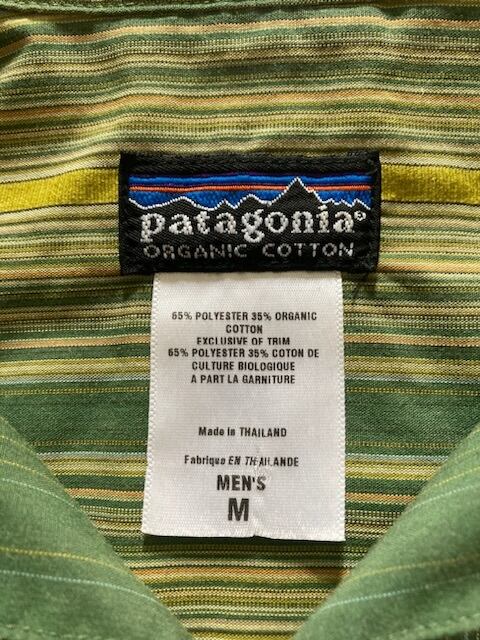 patagonia®
ORGANIC COTTON
65% POLYESTER 35% ORGANIC
COTTON
EXCLUSIVE OF TRIM
65% POLYESTER 35% COTON DE
CULTURE BIOLOGIQUE
A PART LA GARNITURE
Made in THAILAND
Fabriqué EN THAILANDE
MEN'S
M